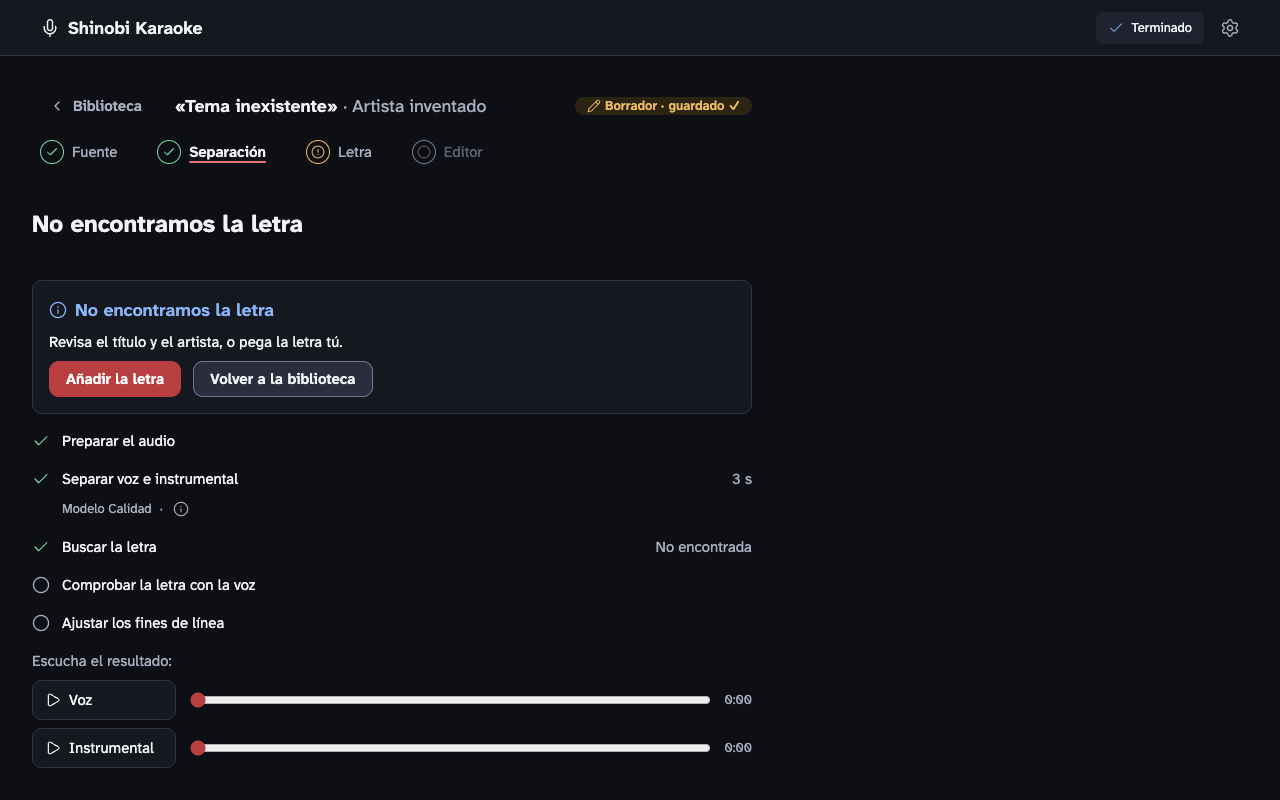 Shinobi Karaoke
Terminado
Biblioteca
«Tema inexistente» · Artista inventado
Borrador · guardado ✓
Fuente
Separación
Letra
Editor
No encontramos la letra
No encontramos la letra
Revisa el título y el artista, o pega la letra tú.
Añadir la letra
Volver a la biblioteca
Preparar el audio
Separar voz e instrumental
3 s
Modelo Calidad ·
Buscar la letra
No encontrada
Comprobar la letra con la voz
Ajustar los fines de línea
Escucha el resultado:
Voz
0:00
Instrumental
0:00